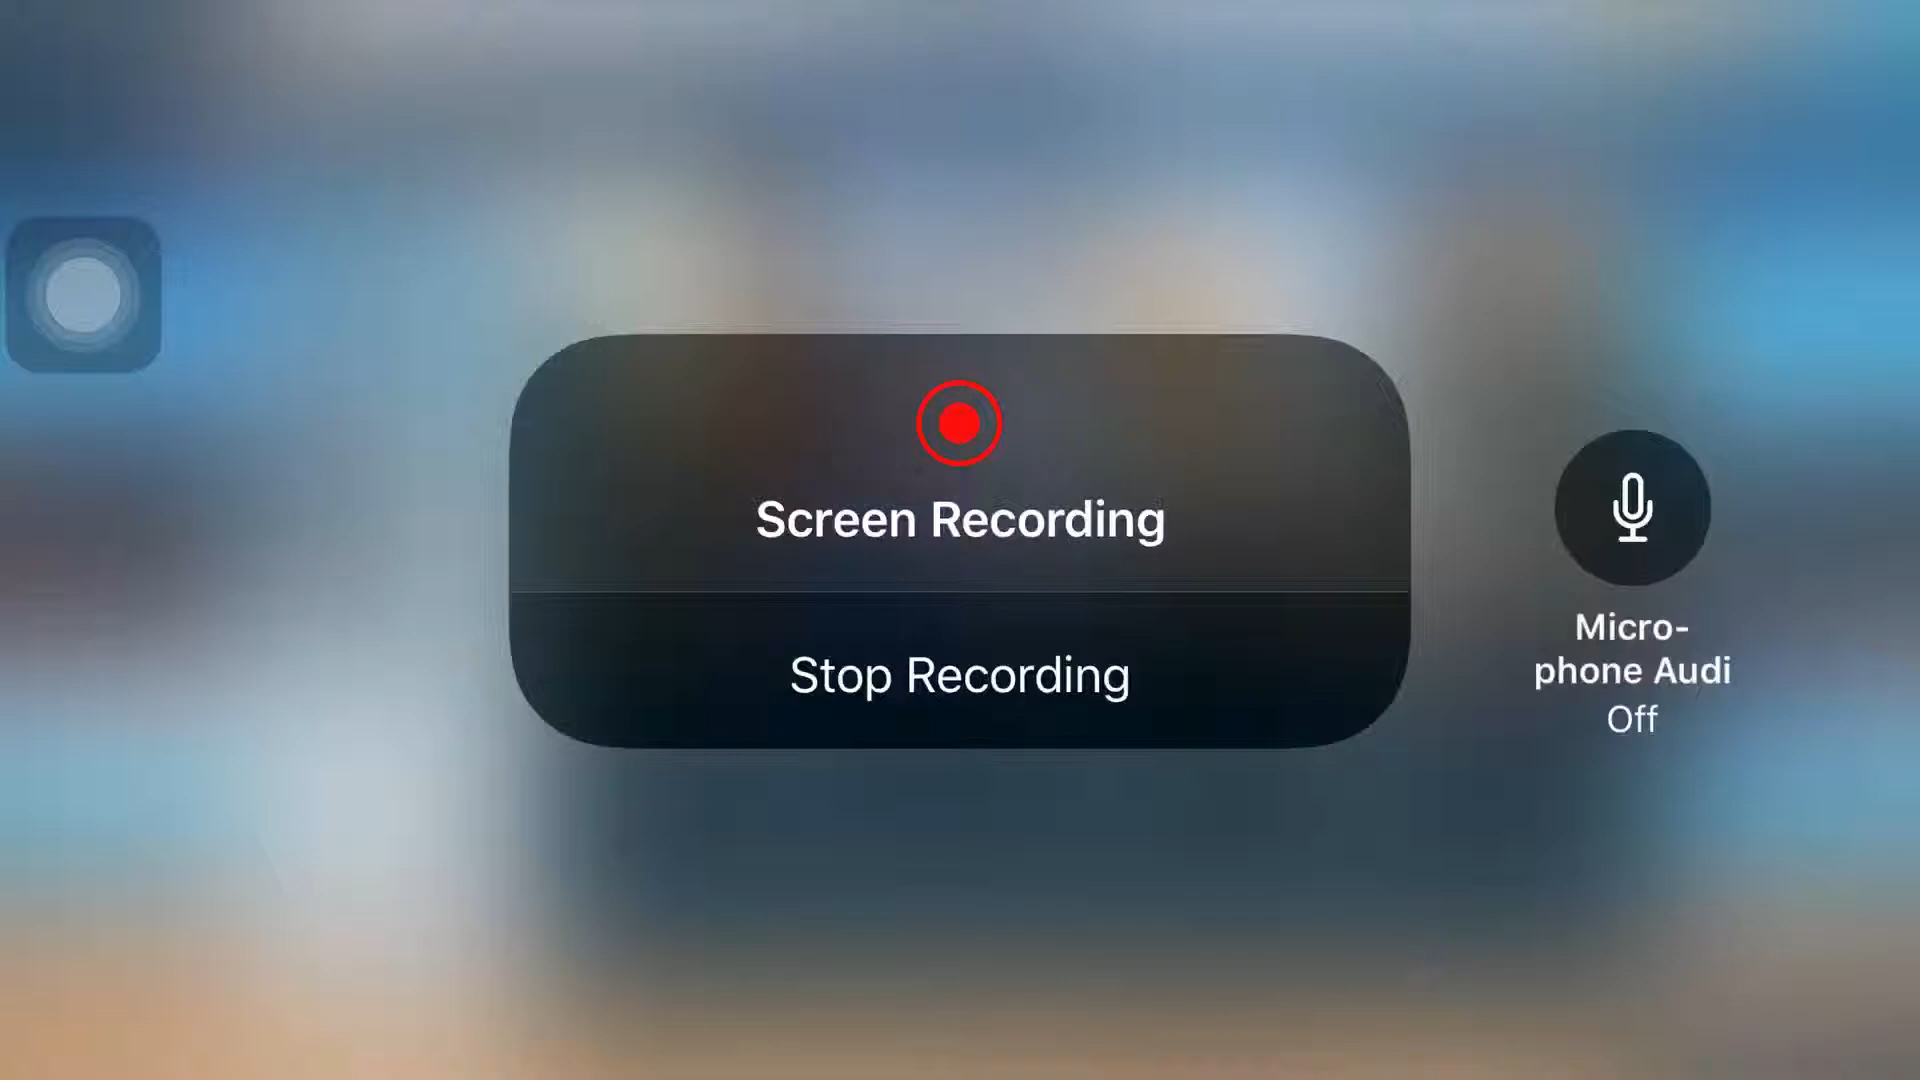 Screen Recording
Stop Recording
Micro-
phone Audi
Off